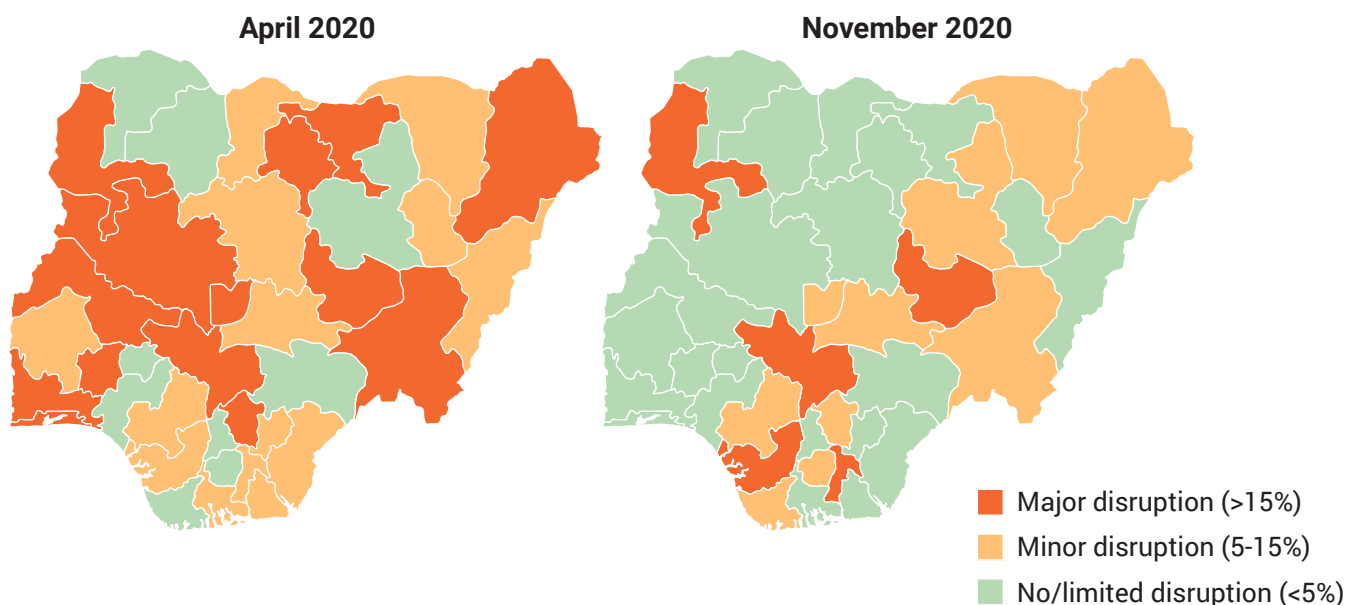 April 2020
November 2020
Major disruption (>15%)
Minor disruption (5-15%)
No/limited disruption (<5%)